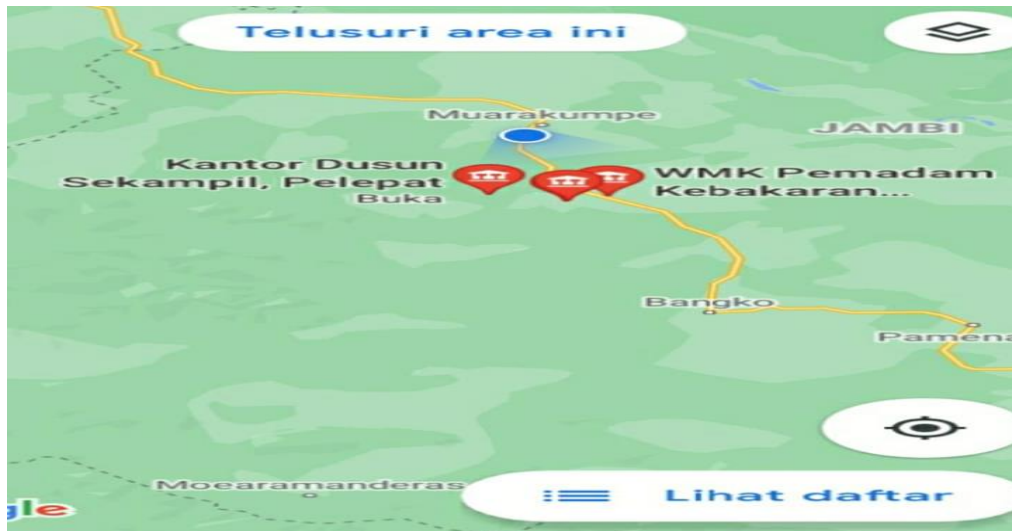 Telusuri area ini
Muarakumpe
JAMBI
Kantor Dusun
Sekampil, Pelepat
Buka
WMK Pemadam
Kebakaran...
Bangko
Pamena
Moearamanderas
gle
Lihat daftar